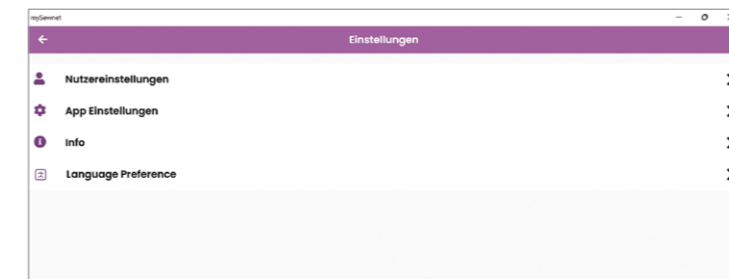 mySewnet
Einstellungen
Nutzereinstellungen
App Einstellungen
Info
Language Preference